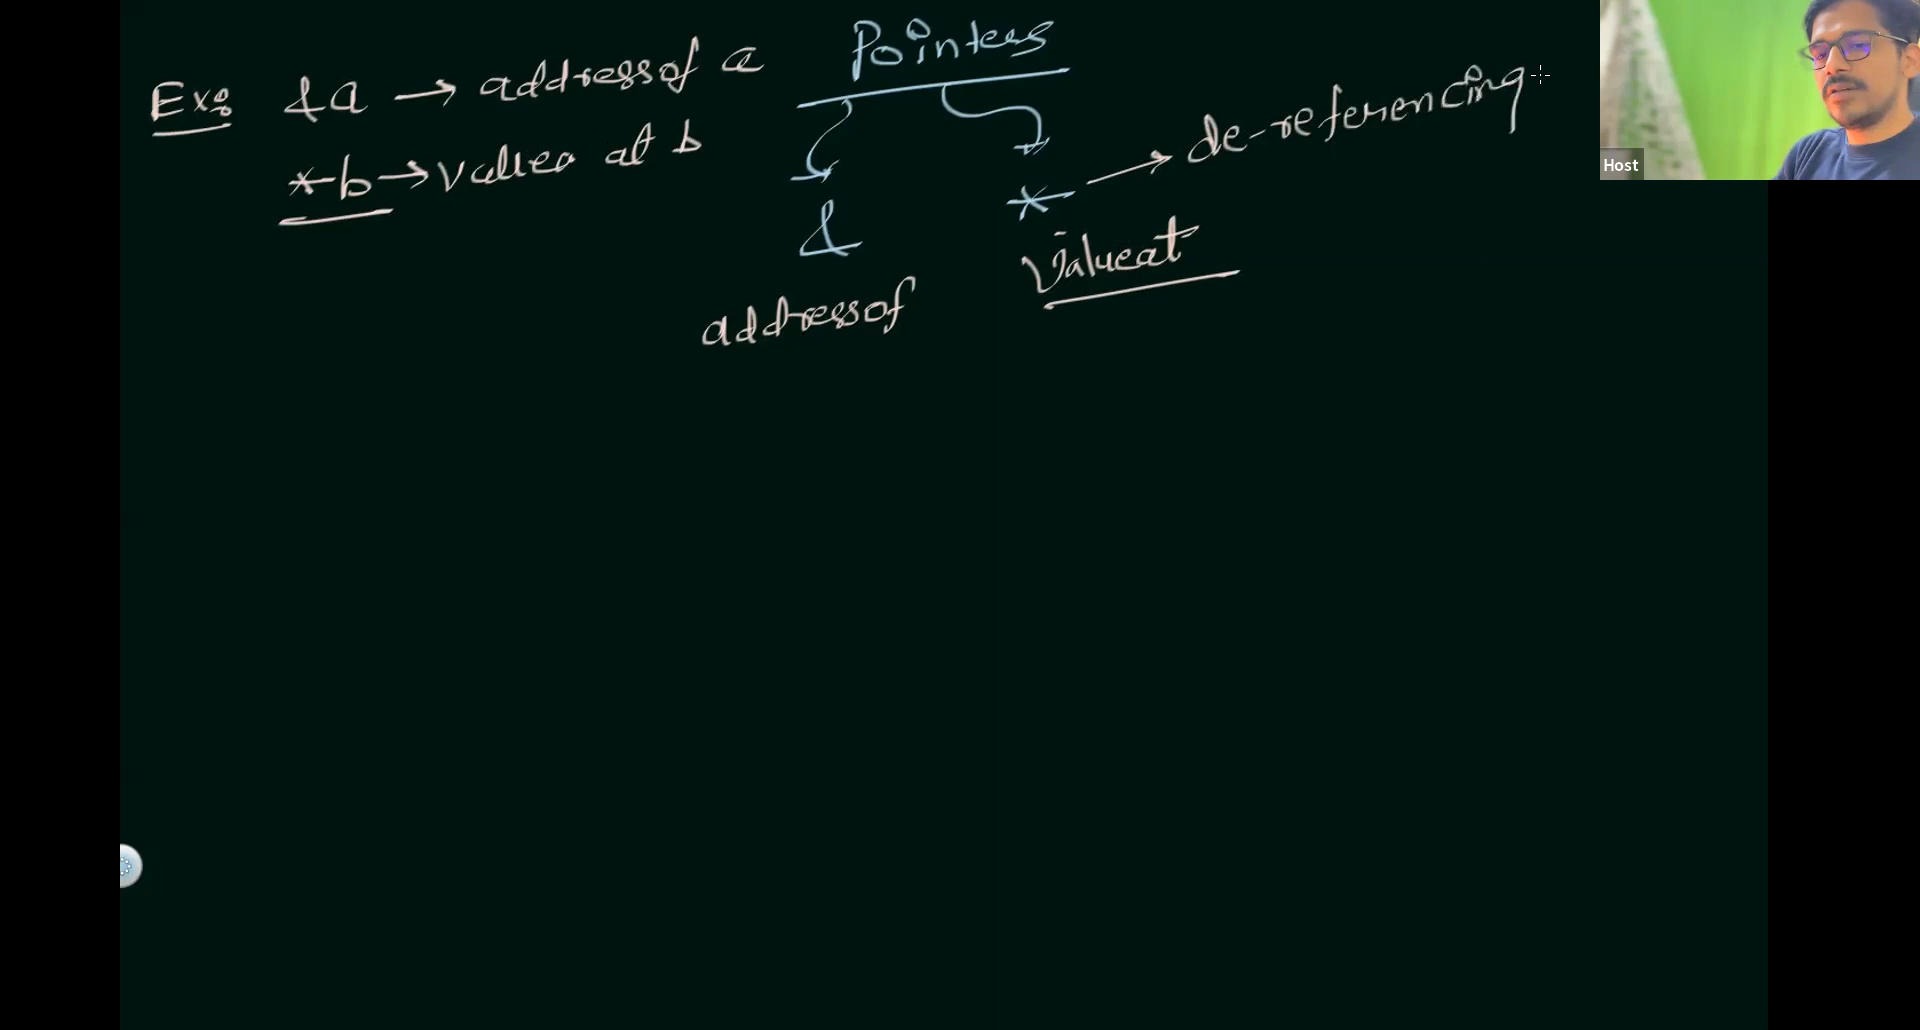 Pointers
Ex: &a → address of a
*b → value at b
& * → de-referencing
address of
Value at
Host